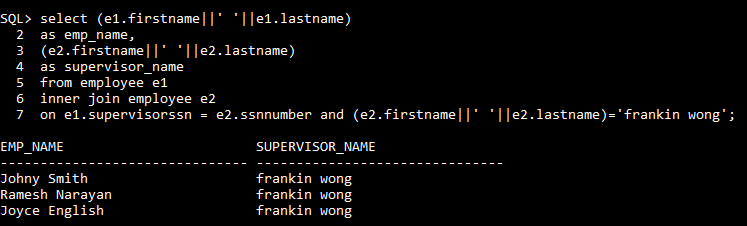 SQL> select (e1.firstname||' '||e1.lastname)
  2  as emp_name,
  3  (e2.firstname||' '||e2.lastname)
  4  as supervisor_name
  5  from employee e1
  6  inner join employee e2
  7  on e1.supervisorssn = e2.ssnnumber and (e2.firstname||' '||e2.lastname)='frankin wong';
EMP_NAME                        SUPERVISOR_NAME
------------------------------- -------------------------------
Johny Smith                     frankin wong
Ramesh Narayan                  frankin wong
Joyce English                   frankin wong